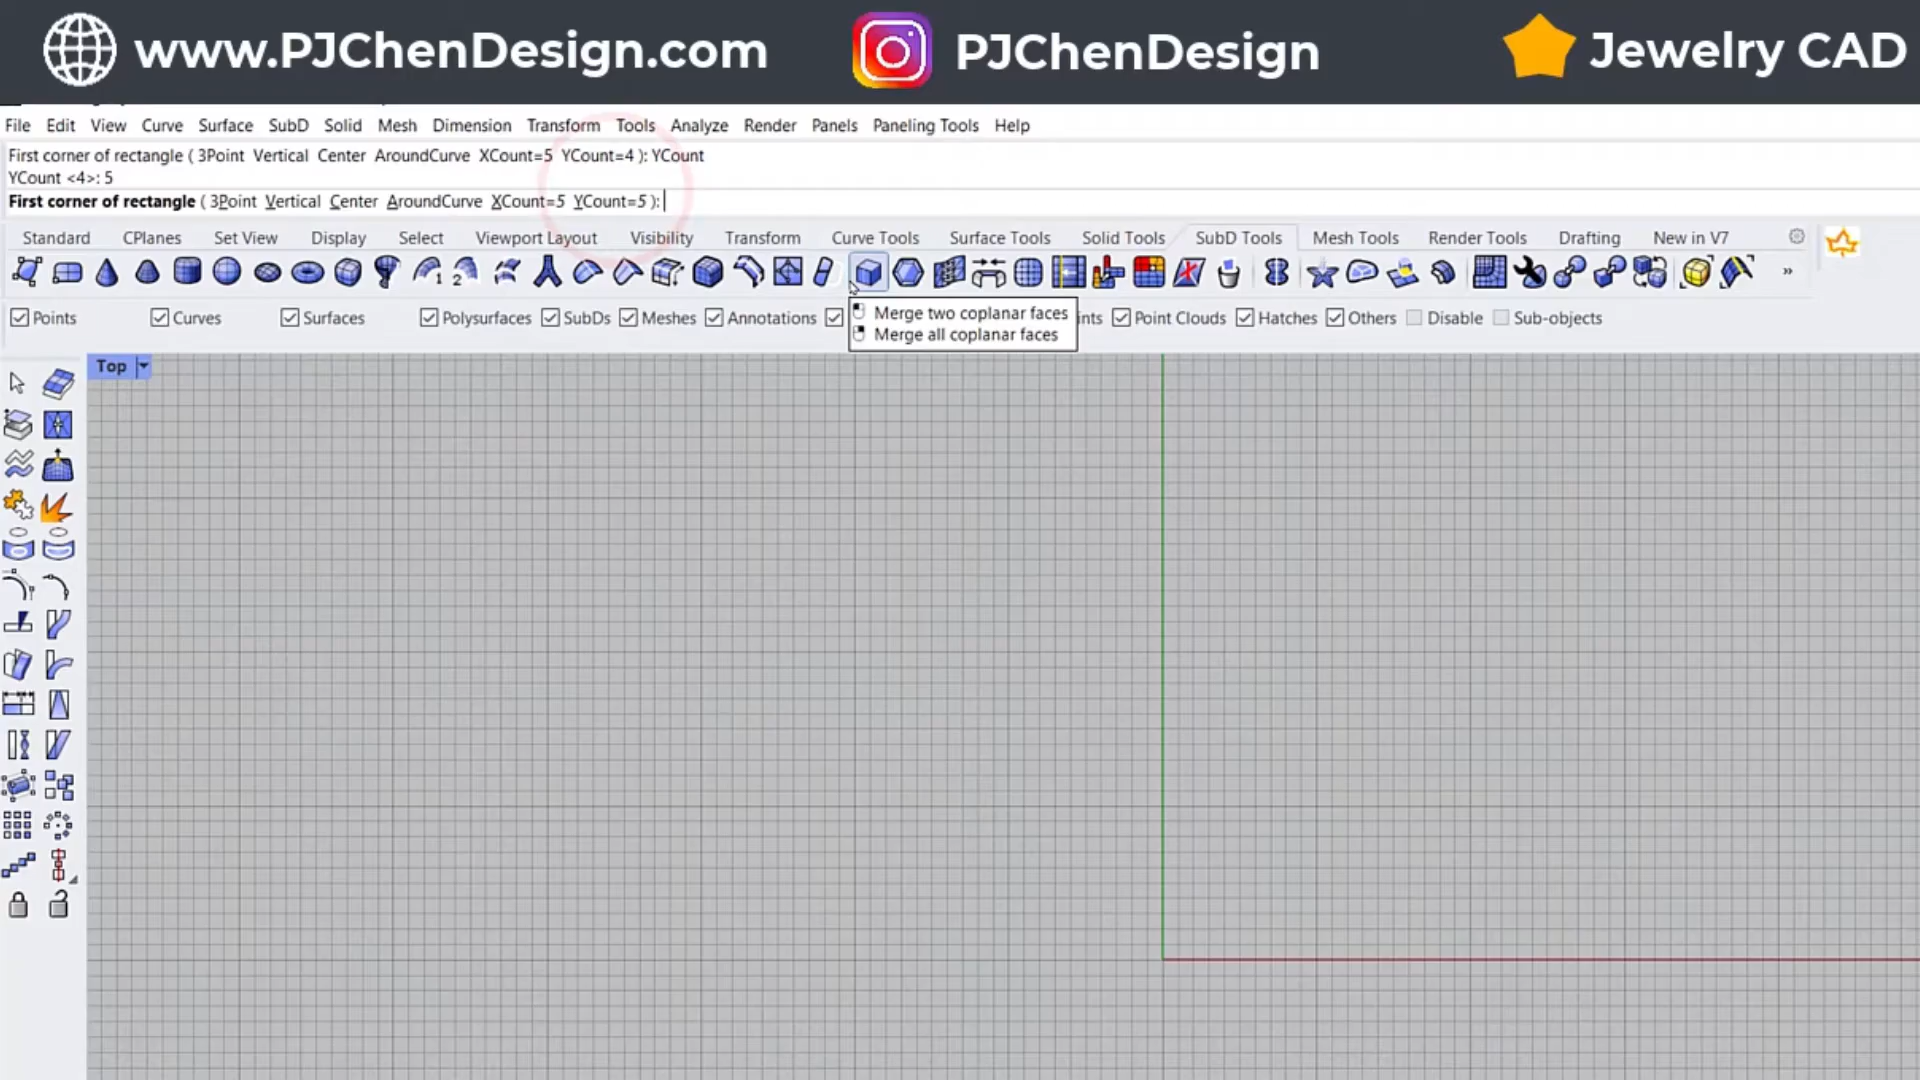 www.PJChenDesign.com PJChenDesign Jewelry CAD
File Edit View Curve Surface SubD Solid Mesh Dimension Transform Tools Analyze Render Panels Paneling Tools Help
First corner of rectangle ( 3Point Vertical Center AroundCurve XCount=5 YCount=4 ): YCount
YCount <4>: 5
First corner of rectangle ( 3Point Vertical Center AroundCurve XCount=5 YCount=5 ):
Standard CPlanes Set View Display Select Viewport Layout Visibility Transform Curve Tools Surface Tools Solid Tools SubD Tools Mesh Tools Render Tools Drafting New in V7
1 2 »
Points Curves Surfaces Polysurfaces SubDs Meshes Annotations Point Clouds Hatches Others Disable Sub-objects
Merge two coplanar faces
Merge all coplanar faces
Top